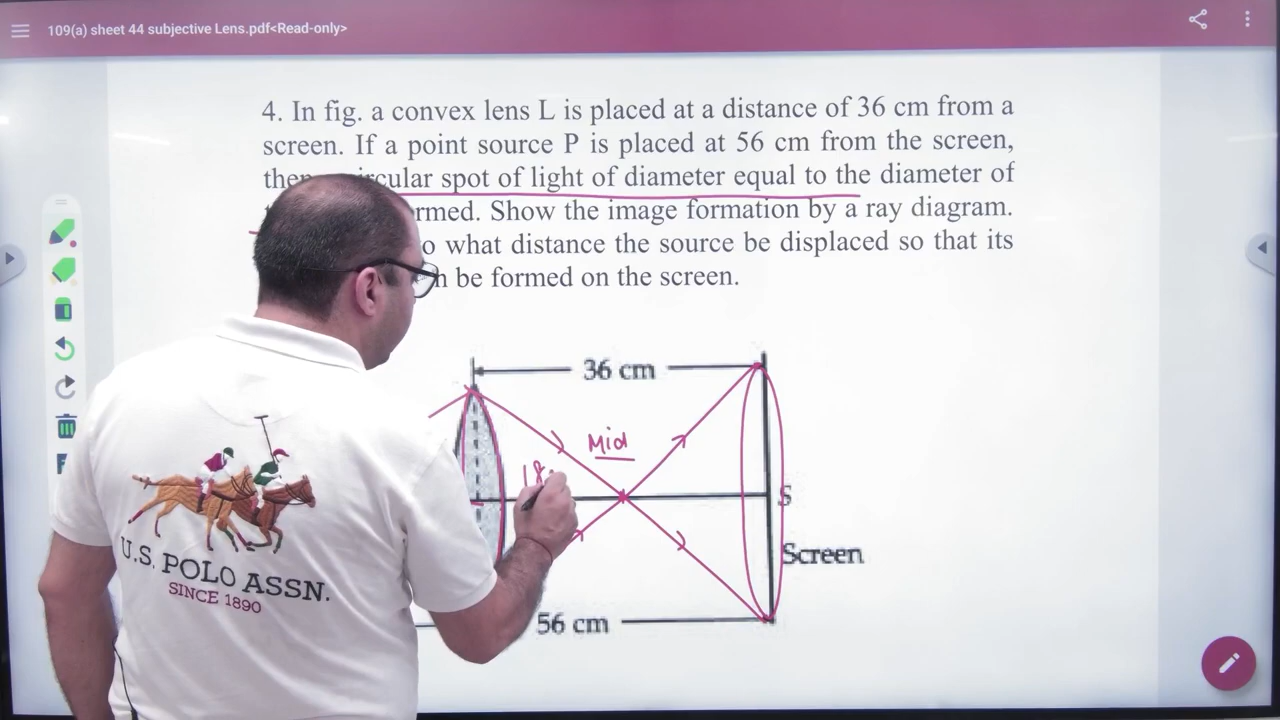 109(a) sheet 44 subjective Lens.pdf<Read-only>
4. In fig. a convex lens L is placed at a distance of 36 cm from a
screen. If a point source P is placed at 56 cm from the screen,
spot of light of diameter equal to the diameter of
formed. Show the image formation by a ray diagram.
what distance the source be displaced so that its
be formed on the screen.
36 cm
Mid
18
S
Screen
56 cm
U.S. POLO ASSN.
SINCE 1890